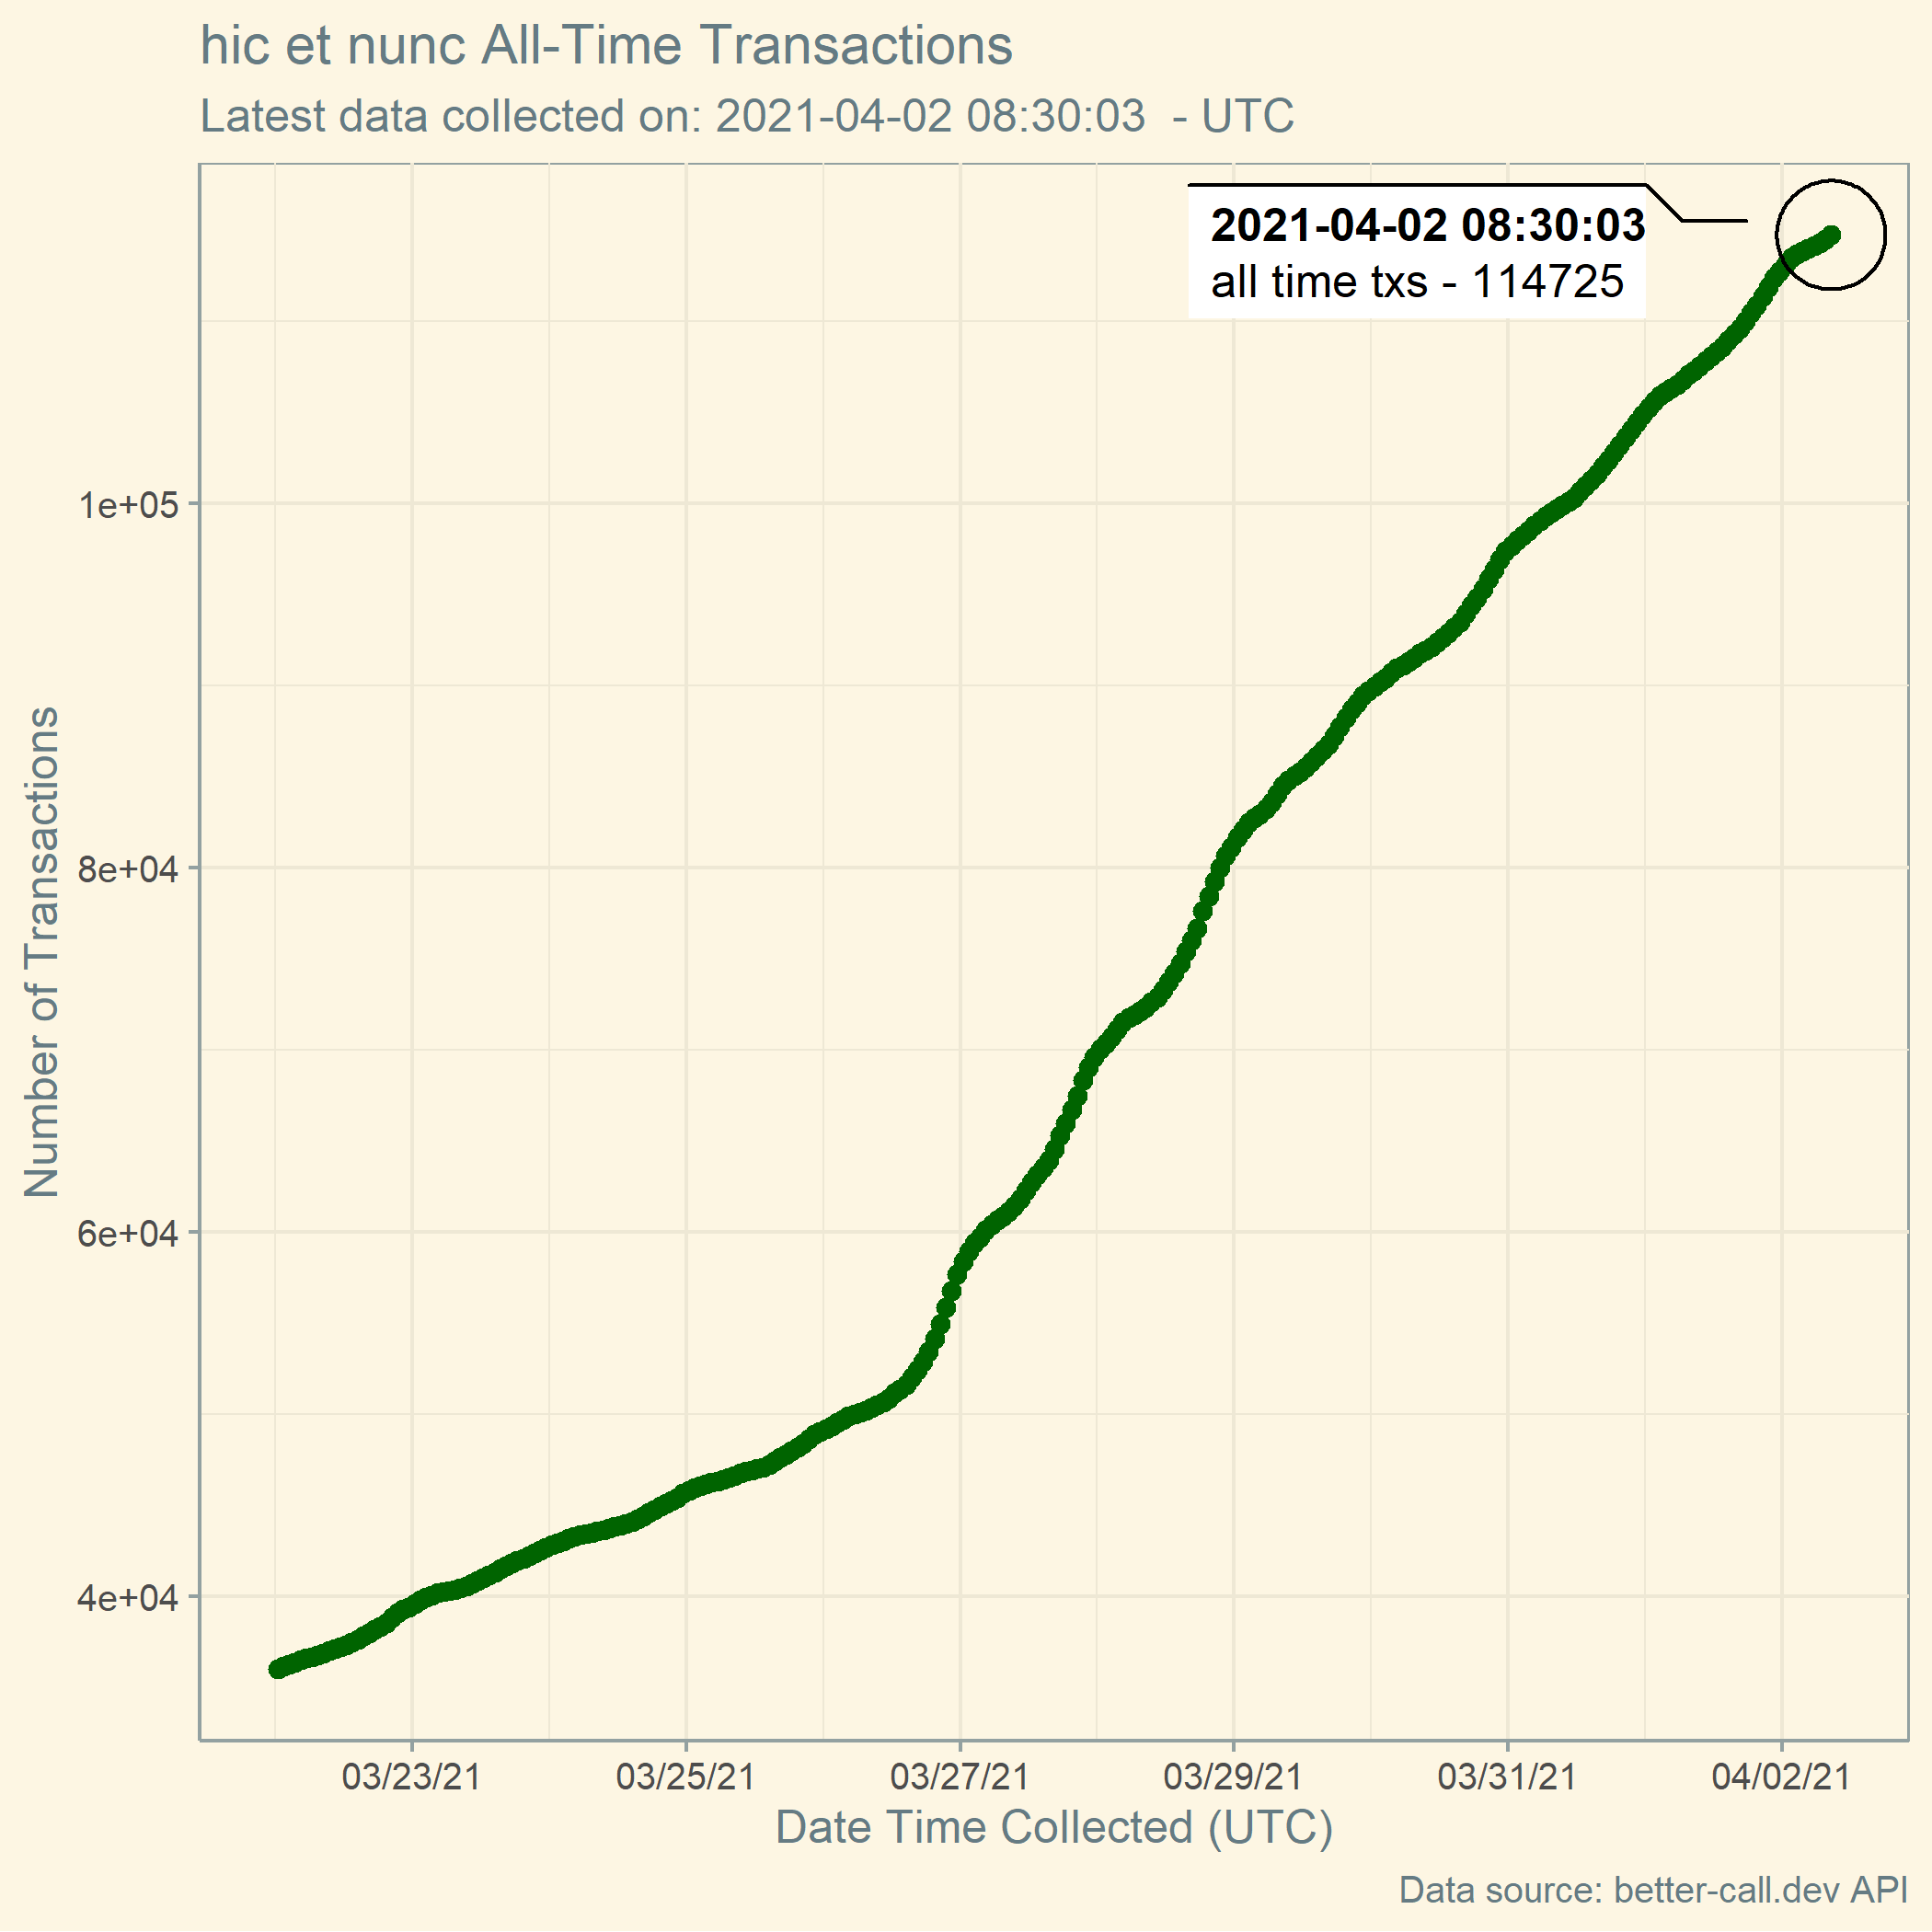 hic et nunc All-Time Transactions
Latest data collected on: 2021-04-02 08:30:03  - UTC
2021-04-02 08:30:03
all time txs - 114725
Number of Transactions
1e+05
8e+04
6e+04
4e+04
03/23/21
03/25/21
03/27/21
03/29/21
03/31/21
04/02/21
Date Time Collected (UTC)
Data source: better-call.dev API